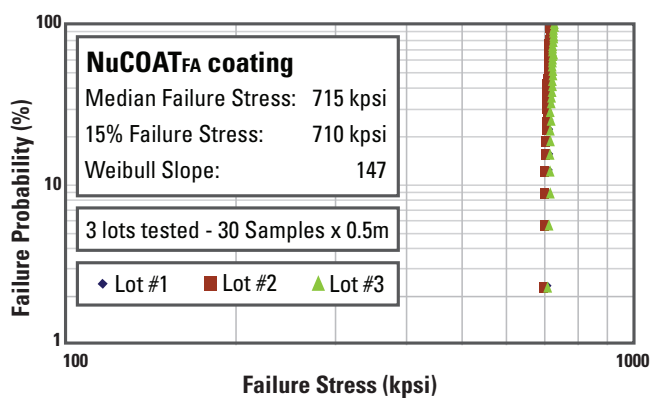 100
NuCOATFA coating
Median Failure Stress: 715 kpsi
15% Failure Stress: 710 kpsi
Weibull Slope: 147
10
3 lots tested - 30 Samples x 0.5m
Lot #1 Lot #2 Lot #3
1
100 1000
Failure Stress (kpsi)
Failure Probability (%)